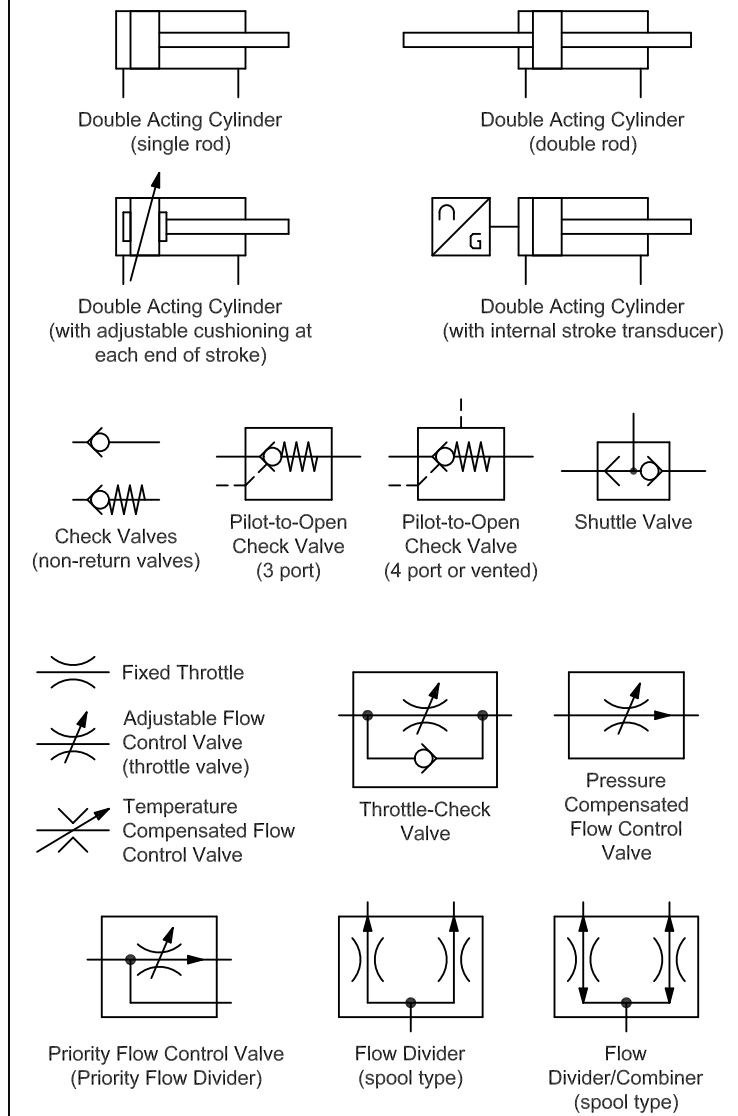 Double Acting Cylinder
(single rod)
Double Acting Cylinder
(double rod)
G
Double Acting Cylinder
(with adjustable cushioning at
each end of stroke)
Double Acting Cylinder
(with internal stroke transducer)
Check Valves
(non-return valves)
Pilot-to-Open
Check Valve
(3 port)
Pilot-to-Open
Check Valve
(4 port or vented)
Shuttle Valve
Fixed Throttle
Adjustable Flow
Control Valve
(throttle valve)
Temperature
Compensated Flow
Control Valve
Throttle-Check
Valve
Pressure
Compensated
Flow Control
Valve
Priority Flow Control Valve
(Priority Flow Divider)
Flow Divider
(spool type)
Flow
Divider/Combiner
(spool type)